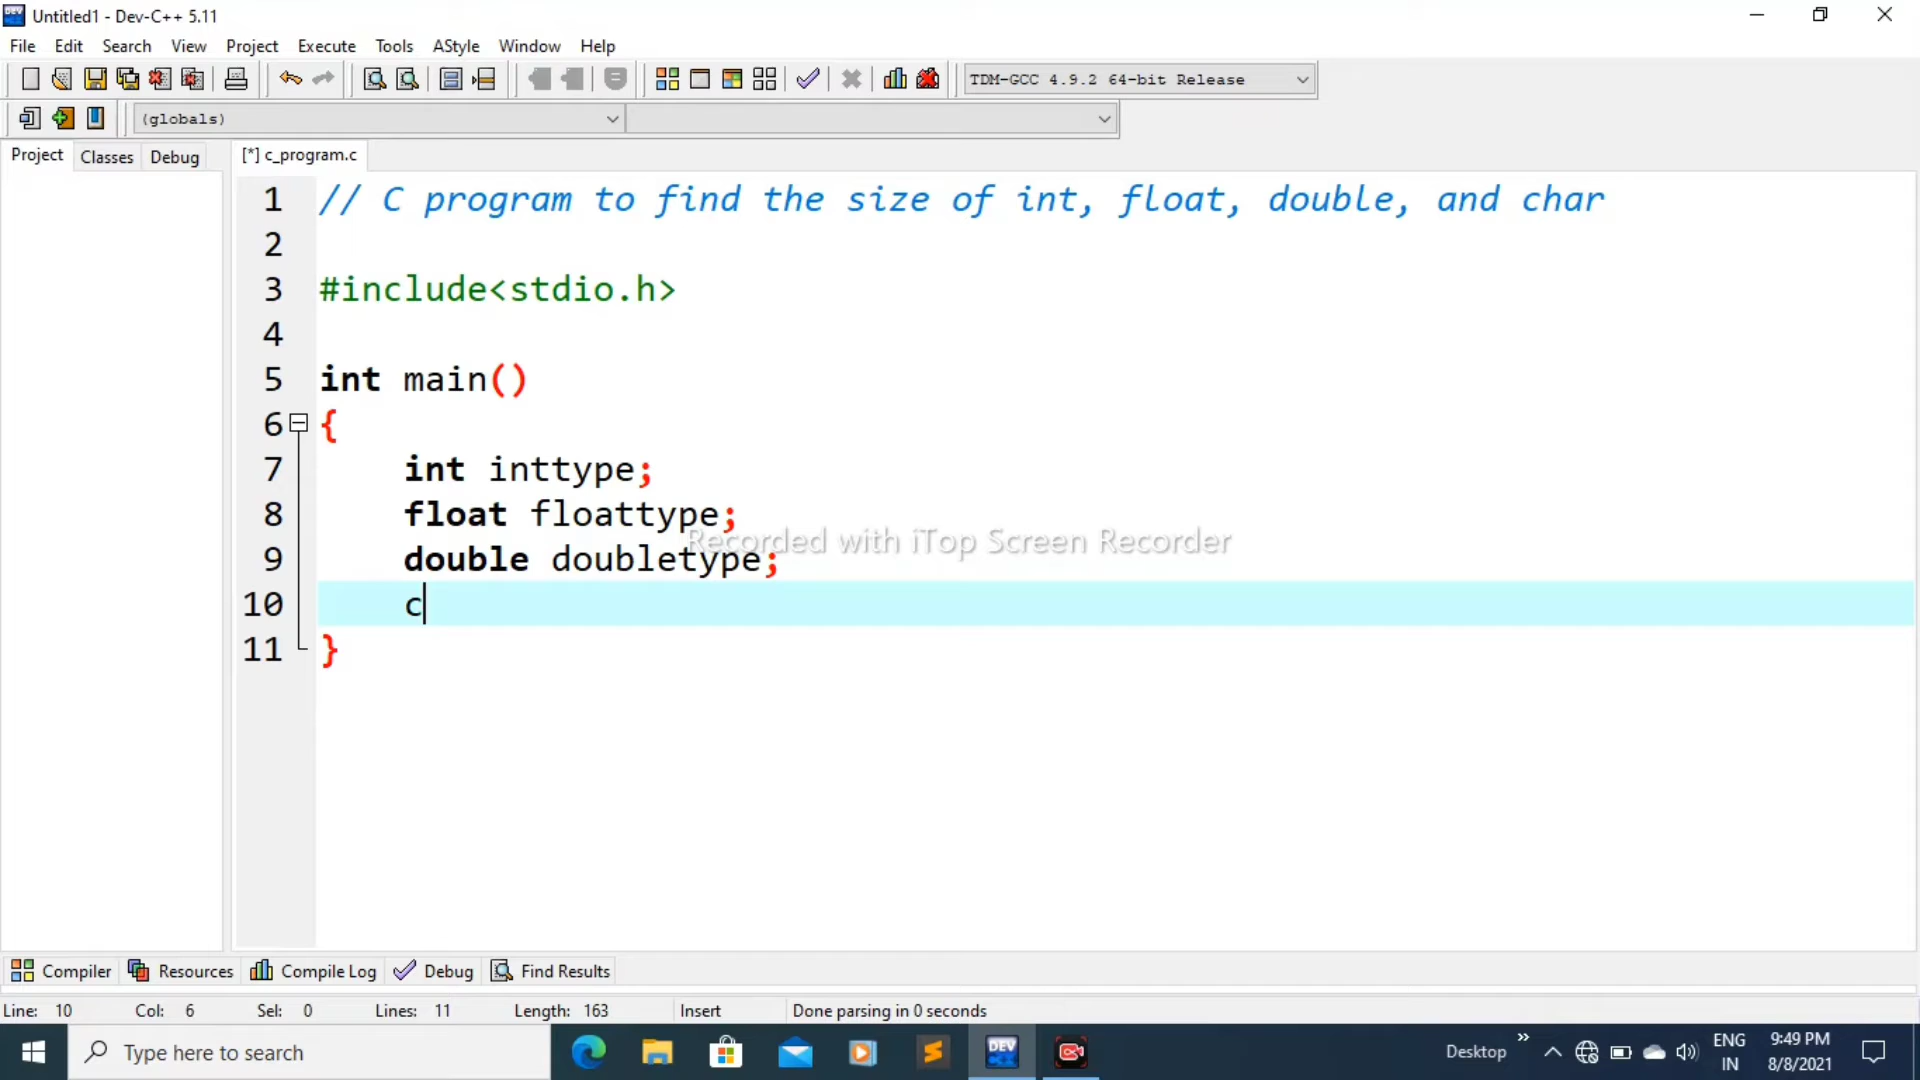 Untitled1 - Dev-C++ 5.11
File Edit Search View Project Execute Tools AStyle Window Help
TDM-GCC 4.9.2 64-bit Release
(globals)
Project Classes Debug [*] c_program.c
1 // C program to find the size of int, float, double, and char
2
3 #include<stdio.h>
4
5 int main()
6 {
7 int inttype;
8 float floattype;
Recorded with iTop Screen Recorder
9 double doubletype;
10 c
11 }
Compiler Resources Compile Log Debug Find Results
Line: 10 Col: 6 Sel: 0 Lines: 11 Length: 163 Insert Done parsing in 0 seconds
Type here to search DEV Desktop ENG 9:49 PM
IN 8/8/2021